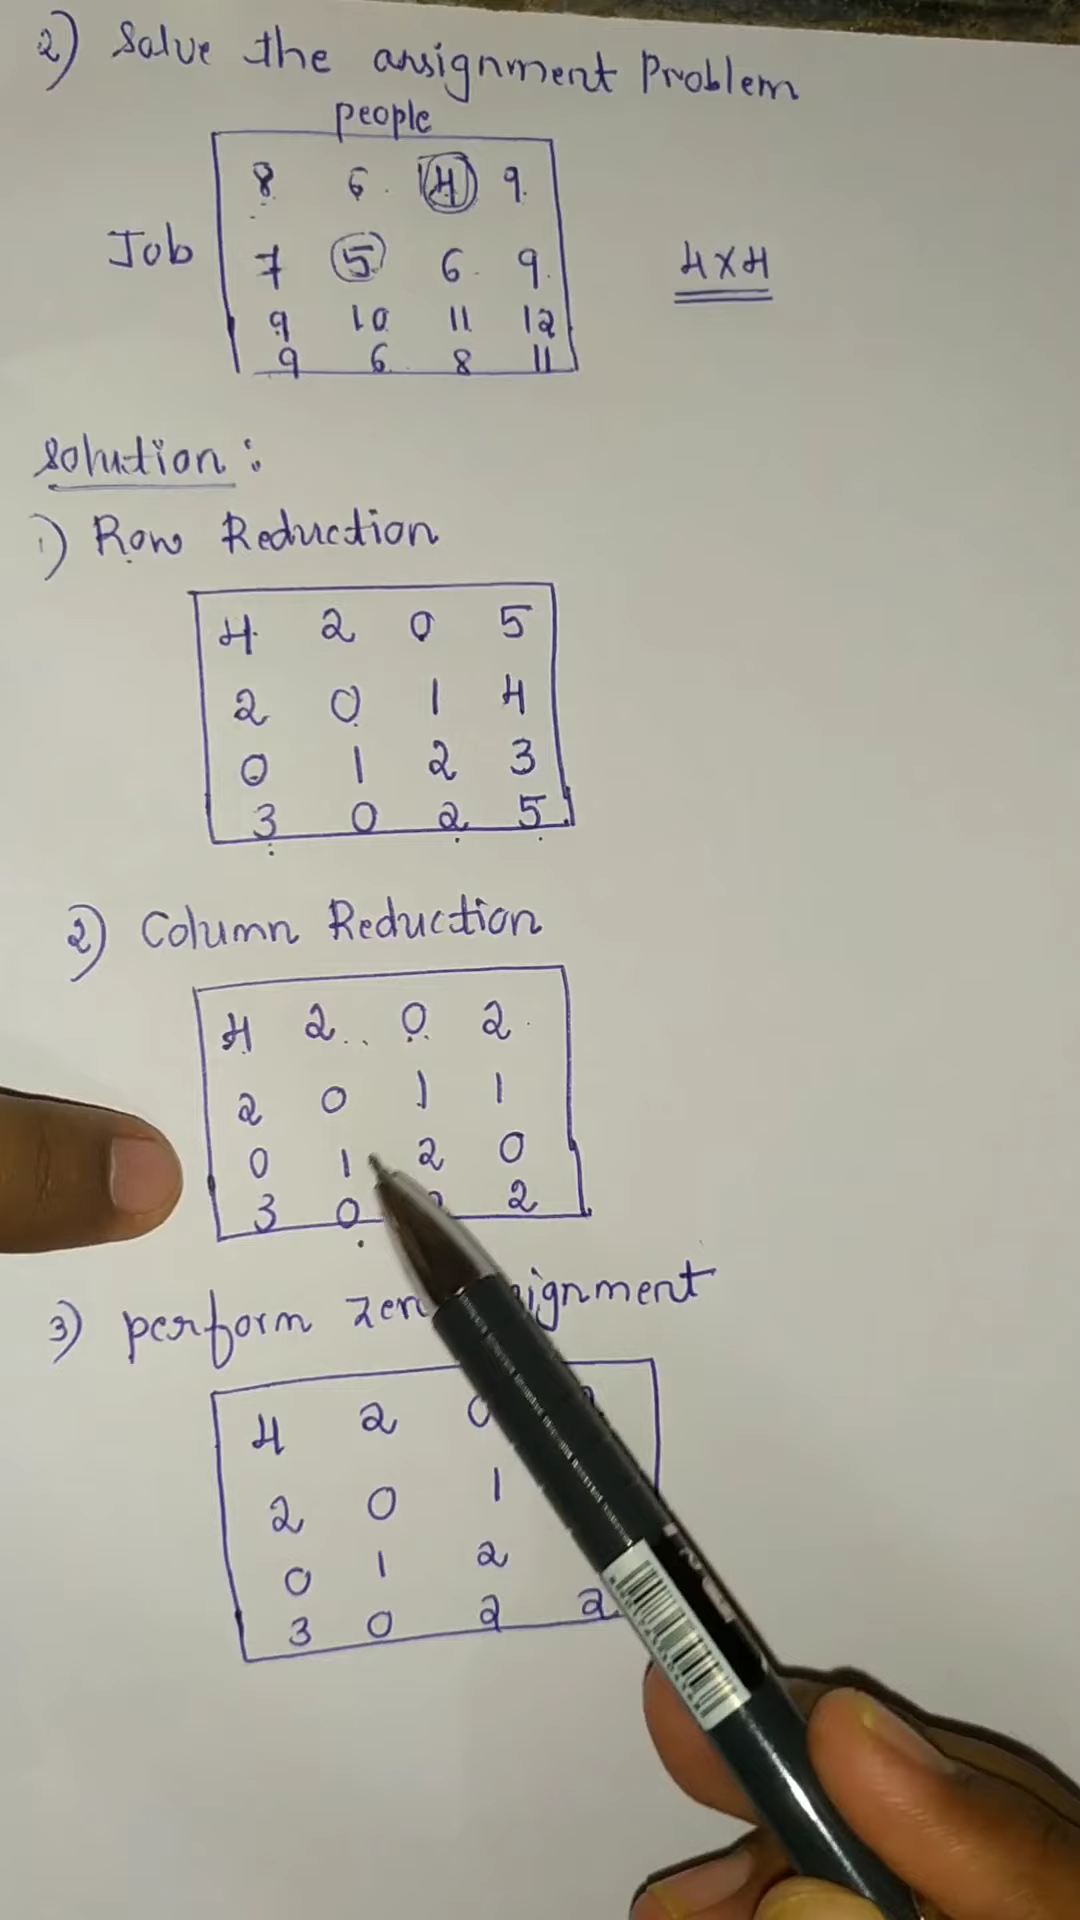 2) Solve the assignment Problem
people
8 6 4 9
Job
7 5 6 9
4x4
9 10 11 12
9 6 8 11
Solution:
1) Row Reduction
4 2 0 5
2 0 1 4
0 1 2 3
3 0 2 5
2) Column Reduction
4 2 0 2
2 0 1 1
0 1 2 0
3 0 2
3) perform
4 2 0
2 0 1
0 1 2
3 0 2 2